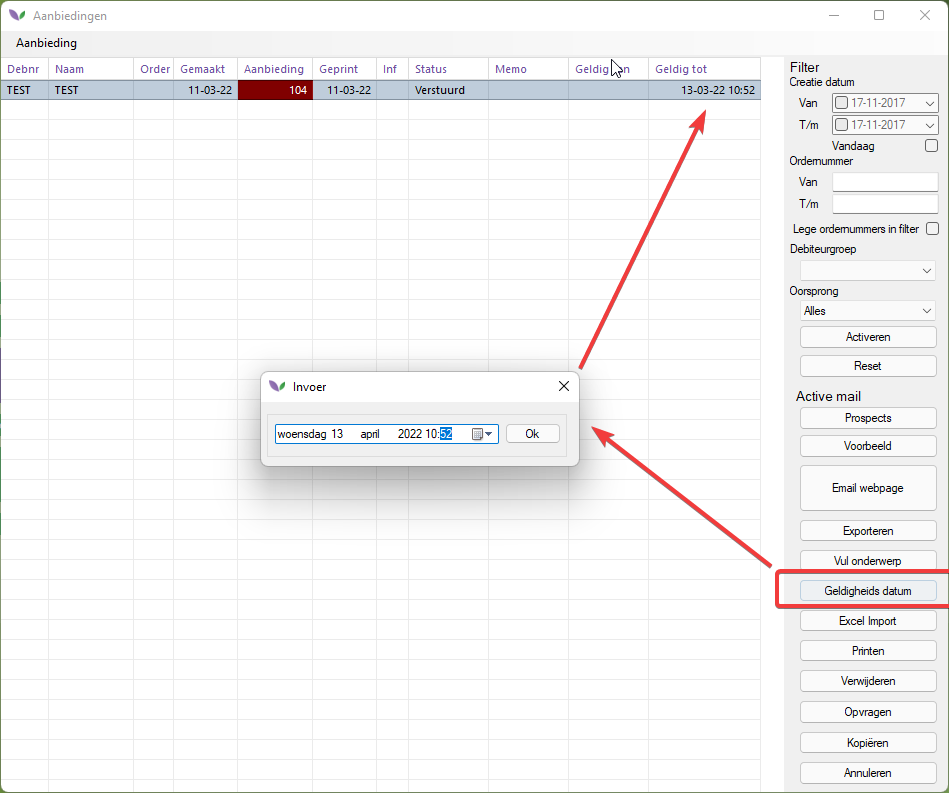 Aanbiedingen
Aanbieding
Debnr Naam Order Gemaakt Aanbieding Geprint Inf Status Memo Geldig Geldig tot
TEST TEST 11-03-22 104 11-03-22 Verstuurd 13-03-22 10:52
Filter
Creatie datum
Van 17-11-2017
T/m 17-11-2017
Vandaag
Ordernummer
Van
T/m
Lege ordernummers in filter
Debiteurgroep
Oorsprong
Alles
Activeren
Reset
Active mail
Prospects
Voorbeeld
Email webpage
Exporteren
Vul onderwerp
Geldigheids datum
Excel Import
Printen
Verwijderen
Opvragen
Kopiëren
Annuleren
Invoer
woensdag 13 april 2022 10:52 Ok